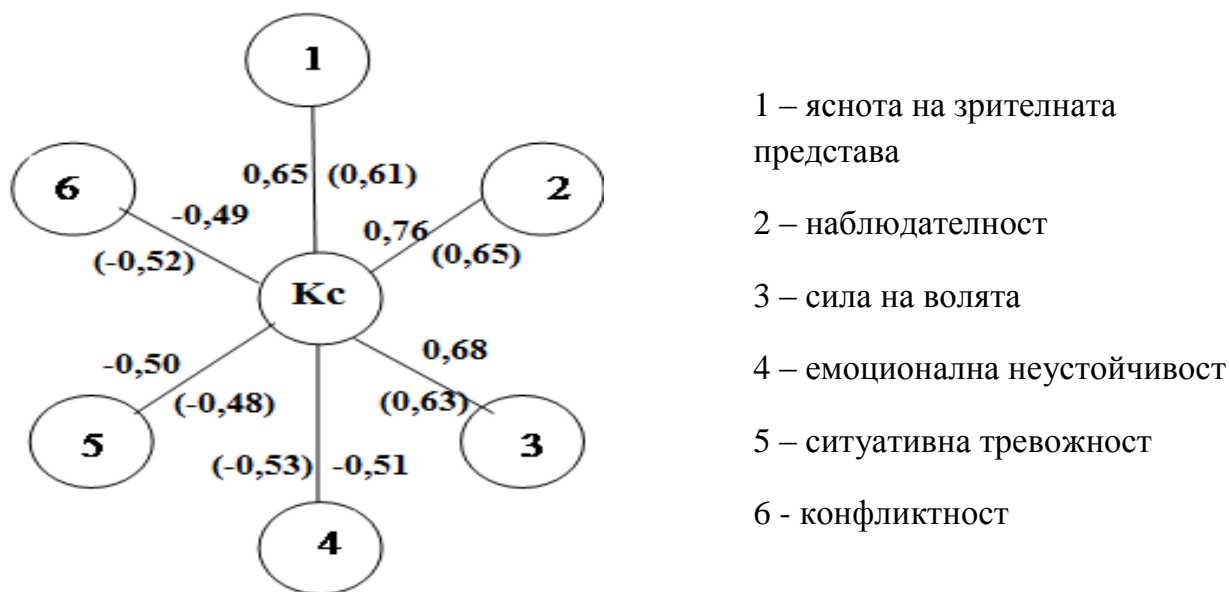 1
6
2
0,65 (0,61)
-0,49
(-0,52)
0,76
(0,65)
Kc
-0,50
(-0,48)
0,68
(0,63)
5
3
(-0,53) -0,51
4
1 – яснота на зрителната
представа
2 – наблюдателност
3 – сила на волята
4 – емоционална неустойчивост
5 – ситуативна тревожност
6 - конфликтност